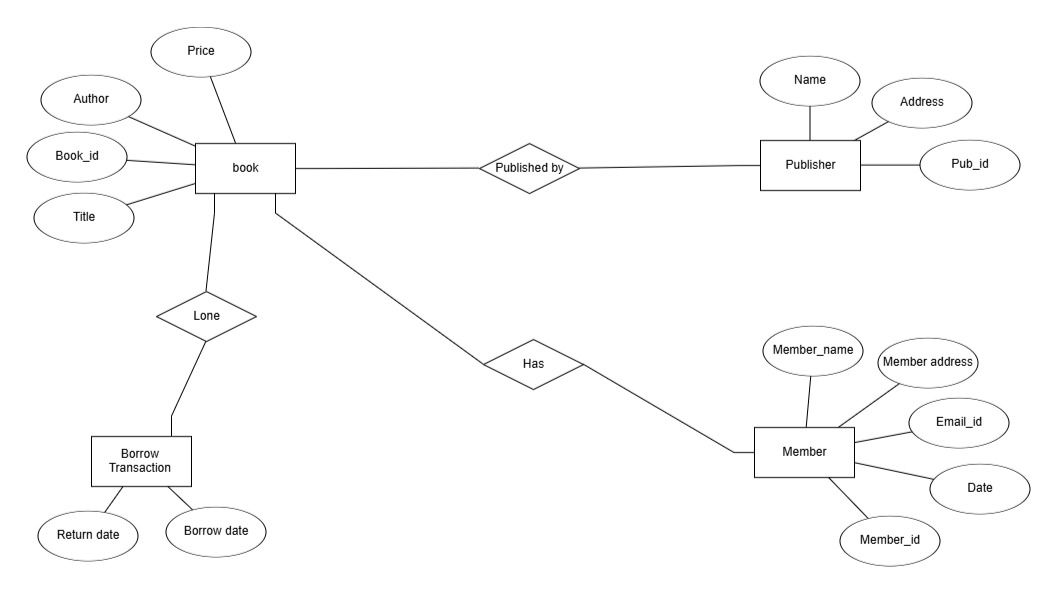 Price
Name
Author
Address
Book_id
book
Published by
Publisher
Pub_id
Title
Lone
Has
Member_name
Member address
Email_id
Borrow
Transaction
Member
Date
Return date
Borrow date
Member_id